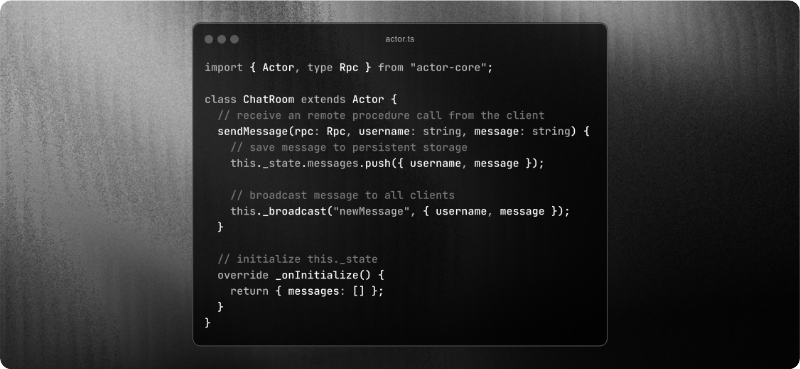 actor.ts
import { Actor, type Rpc } from "actor-core";
class ChatRoom extends Actor {
// receive an remote procedure call from the client
sendMessage(rpc: Rpc, username: string, message: string) {
// save message to persistent storage
this._state.messages.push({ username, message });
// broadcast message to all clients
this._broadcast("newMessage", { username, message });
}
// initialize this._state
override _onInitialize() {
return { messages: [] };
}
}